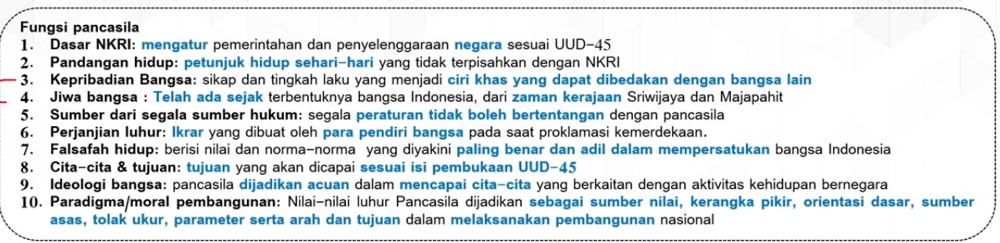 Fungsi pancasila
1. Dasar NKRI: mengatur pemerintahan dan penyelenggaraan negara sesuai UUD-45
2. Pandangan hidup: petunjuk hidup sehari-hari yang tidak terpisahkan dengan NKRI
3. Kepribadian Bangsa: sikap dan tingkah laku yang menjadi ciri khas yang dapat dibedakan dengan bangsa lain
4. Jiwa bangsa : Telah ada sejak terbentuknya bangsa Indonesia, dari zaman kerajaan Sriwijaya dan Majapahit
5. Sumber dari segala sumber hukum: segala peraturan tidak boleh bertentangan dengan pancasila
6. Perjanjian luhur: Ikrar yang dibuat oleh para pendiri bangsa pada saat proklamasi kemerdekaan.
7. Falsafah hidup: berisi nilai dan norma-norma yang diyakini paling benar dan adil dalam mempersatukan bangsa Indonesia
8. Cita-cita & tujuan: tujuan yang akan dicapai sesuai isi pembukaan UUD-45
9. Ideologi bangsa: pancasila dijadikan acuan dalam mencapai cita-cita yang berkaitan dengan aktivitas kehidupan bernegara
10. Paradigma/moral pembangunan: Nilai-nilai luhur Pancasila dijadikan sebagai sumber nilai, kerangka pikir, orientasi dasar, sumber
asas, tolak ukur, parameter serta arah dan tujuan dalam melaksanakan pembangunan nasional